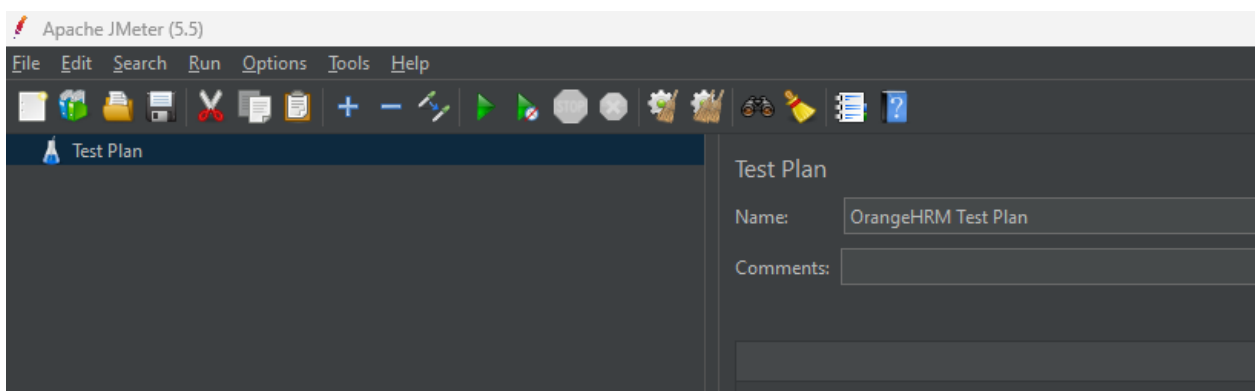 Apache JMeter (5.5)
File Edit Search Run Options Tools Help
STOP
?
Test Plan
Test Plan
Name: OrangeHRM Test Plan
Comments: